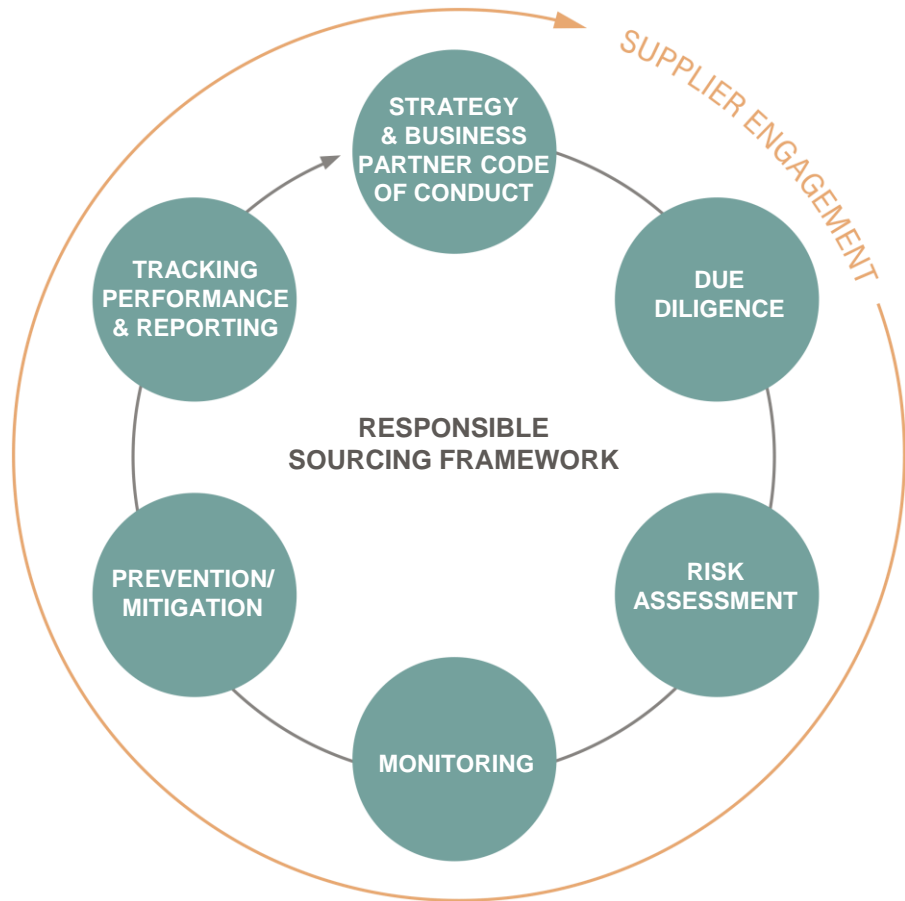 SUPPLIER ENGAGEMENT
STRATEGY
& BUSINESS
PARTNER CODE
OF CONDUCT
DUE
DILIGENCE
RISK
ASSESSMENT
MONITORING
PREVENTION/
MITIGATION
TRACKING
PERFORMANCE
& REPORTING
RESPONSIBLE
SOURCING FRAMEWORK